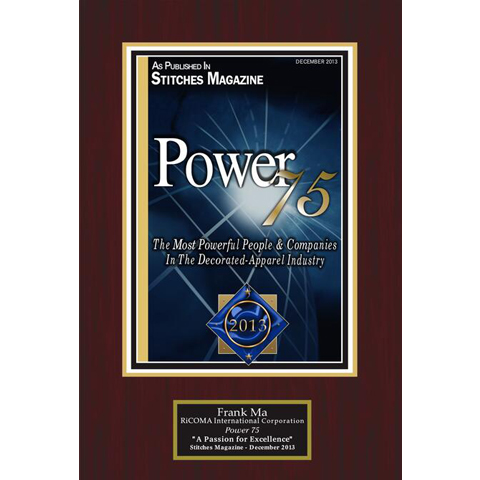 As Published In
Stitches Magazine
DECEMBER 2013
Power
75
The Most Powerful People & Companies
In The Decorated-Apparel Industry
2013
Frank Ma
RiCOMA International Corporation
Power 75
"A Passion for Excellence"
Stitches Magazine - December 2013